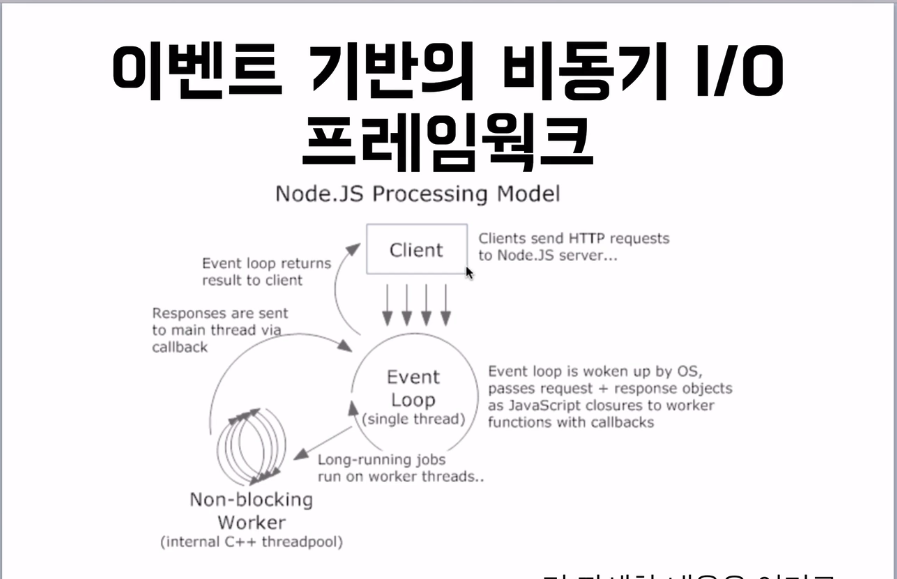 이벤트 기반의 비동기 I/O
프레임웍크
Node.JS Processing Model
Client
Clients send HTTP requests
to Node.JS server...
Event loop returns
result to client
Responses are sent
to main thread via
callback
Event
Loop
(single thread)
Event loop is woken up by OS,
passes request + response objects
as JavaScript closures to worker
functions with callbacks
Long-running jobs
run on worker threads..
Non-blocking
Worker
(internal C++ threadpool)